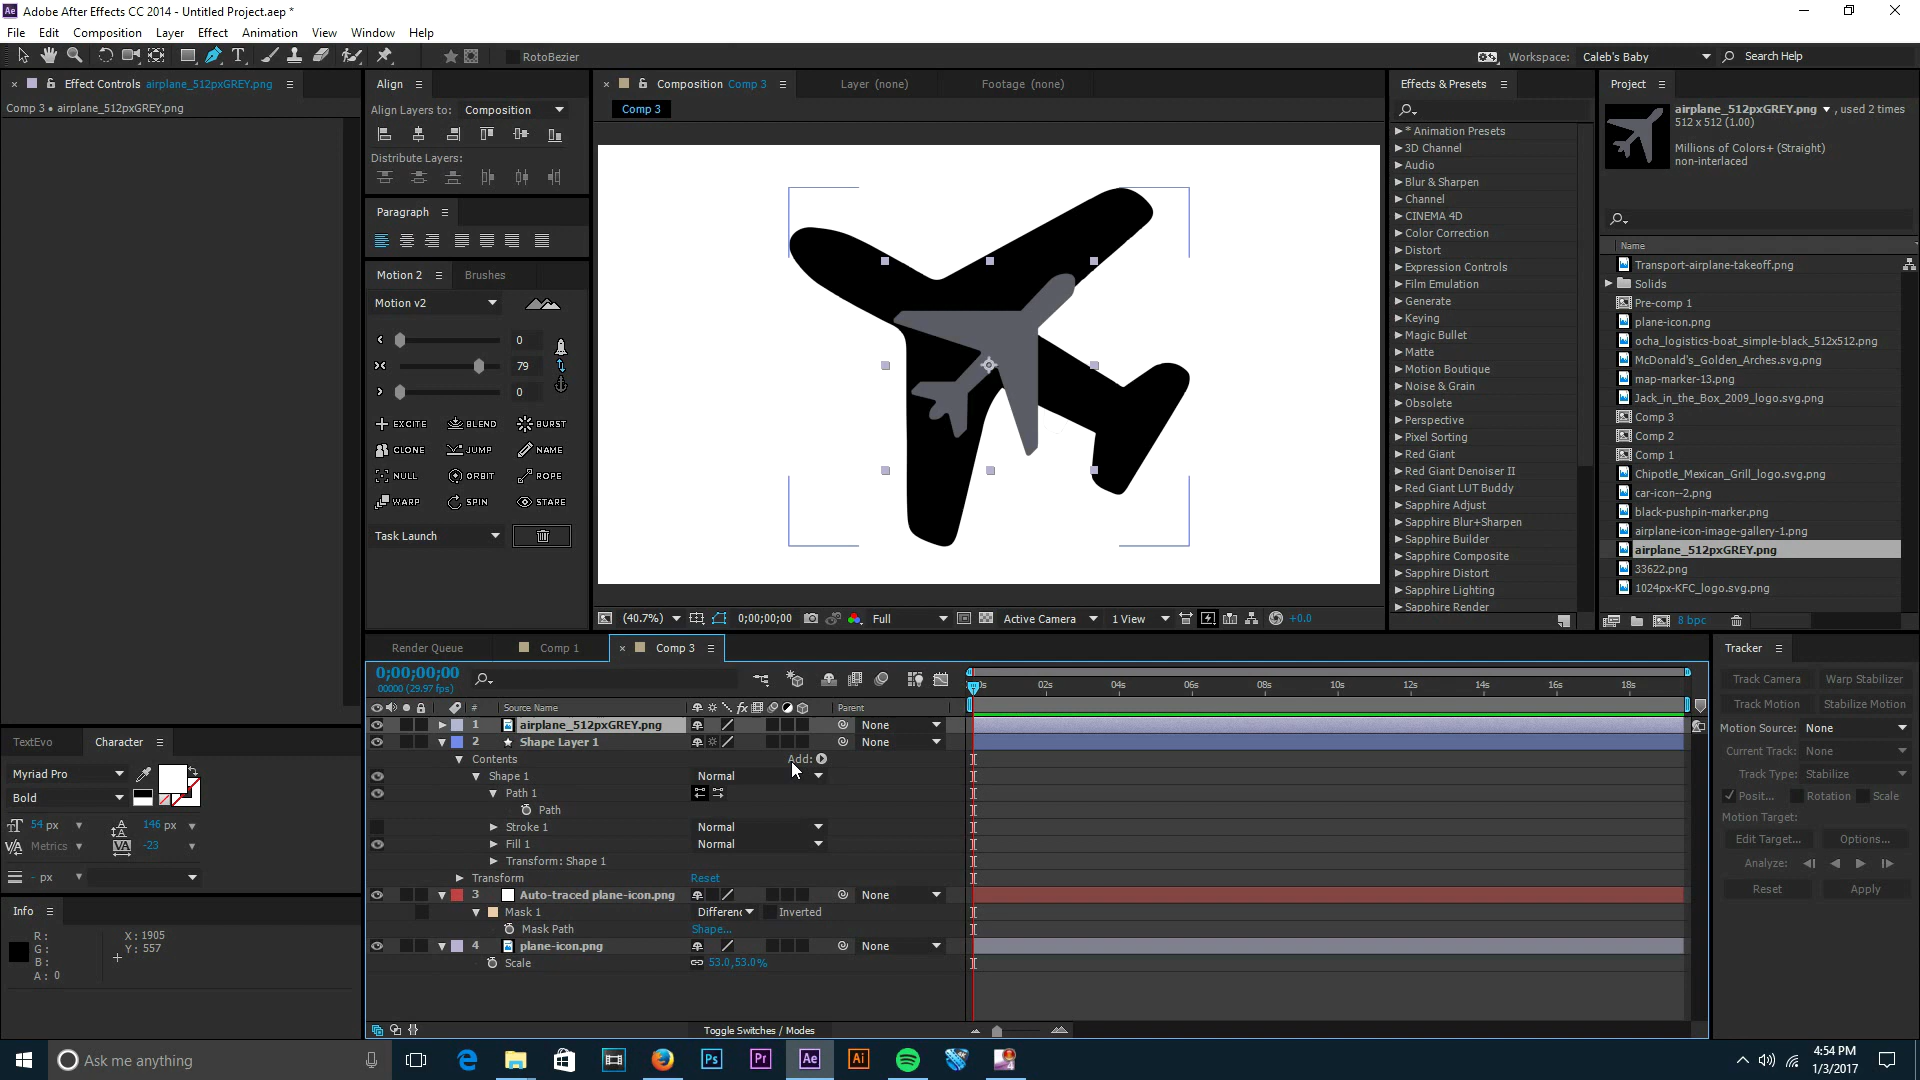 Adobe After Effects CC 2014 - Untitled Project.aep *
File Edit Composition Layer Effect Animation View Window Help
RotoBezier
Workspace: Caleb's Baby
Search Help
Effect Controls airplane_512pxGREY.png
Comp 3 • airplane_512pxGREY.png
Align
Align Layers to: Composition
Distribute Layers:
Paragraph
Motion 2 Brushes
Motion v2
0
79
0
EXCITE BLEND BURST
CLONE JUMP NAME
NULL ORBIT ROPE
WARP SPIN STARE
Task Launch
Composition Comp 3
Layer (none)
Footage (none)
Comp 3
(40.7%) 0;00;00;00 Full Active Camera 1 View +0.0
Effects & Presets
* Animation Presets
3D Channel
Audio
Blur & Sharpen
Channel
CINEMA 4D
Color Correction
Distort
Expression Controls
Film Emulation
Generate
Keying
Magic Bullet
Matte
Motion Boutique
Noise & Grain
Obsolete
Perspective
Pixel Sorting
Red Giant
Red Giant Denoiser II
Red Giant LUT Buddy
Sapphire Adjust
Sapphire Blur+Sharpen
Sapphire Builder
Sapphire Composite
Sapphire Distort
Sapphire Lighting
Sapphire Render
Project
airplane_512pxGREY.png , used 2 times
512 x 512 (1.00)
Millions of Colors+ (Straight)
non-interlaced
Name
Transport-airplane-takeoff.png
Solids
Pre-comp 1
plane-icon.png
ocha_logistics-boat_simple-black_512x512.png
McDonald's_Golden_Arches.svg.png
map-marker-13.png
Jack_in_the_Box_2009_logo.svg.png
Comp 3
Comp 2
Comp 1
Chipotle_Mexican_Grill_logo.svg.png
car-icon--2.png
black-pushpin-marker.png
airplane-icon-image-gallery-1.png
airplane_512pxGREY.png
33622.png
1024px-KFC_logo.svg.png
8 bpc
Render Queue Comp 1 Comp 3
0;00;00;00
00000 (29.97 fps)
02s 04s 06s 08s 10s 12s 14s 16s 18s
# Source Name Parent
1 airplane_512pxGREY.png None
2 Shape Layer 1 None
Contents Add:
Shape 1 Normal
Path 1
Path
Stroke 1 Normal
Fill 1 Normal
Transform: Shape 1
Transform Reset
3 Auto-traced plane-icon.png None
Mask 1 Differenc Inverted
Mask Path Shape...
4 plane-icon.png None
Scale 53.0,53.0%
Toggle Switches / Modes
TextEvo Character
Myriad Pro
Bold
54 px 146 px
Metrics -23
- px
Info
R:
G:
B:
A: 0
X: 1905
Y: 557
Tracker
Track Camera Warp Stabilizer
Track Motion Stabilize Motion
Motion Source: None
Current Track: None
Track Type: Stabilize
Posit... Rotation Scale
Motion Target:
Edit Target... Options...
Analyze:
Reset Apply
Ask me anything
Ps Pr Ae Ai
4:54 PM
1/3/2017